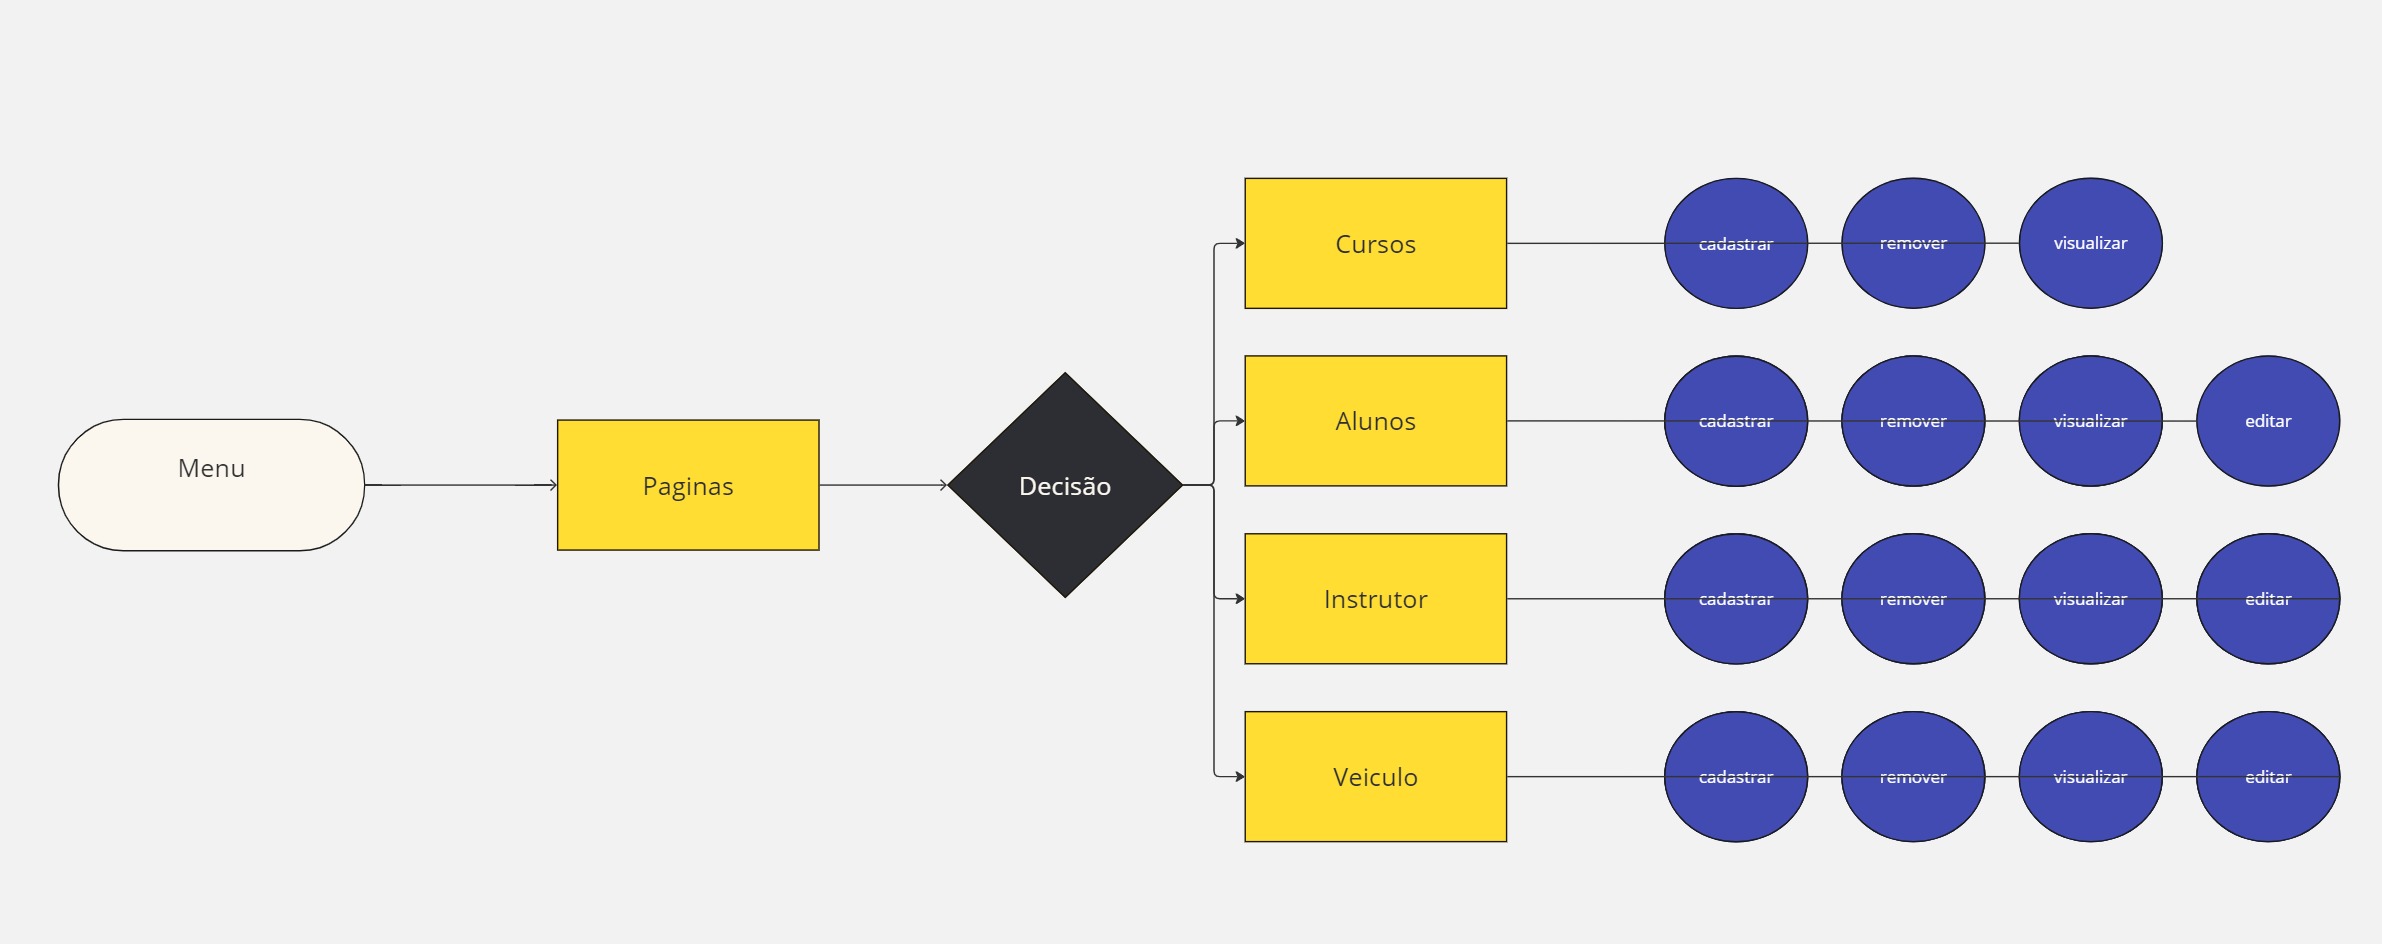 Menu
Paginas
Decisão
Cursos
cadastrar
remover
visualizar
Alunos
cadastrar
remover
visualizar
editar
Instrutor
cadastrar
remover
visualizar
editar
Veiculo
cadastrar
remover
visualizar
editar